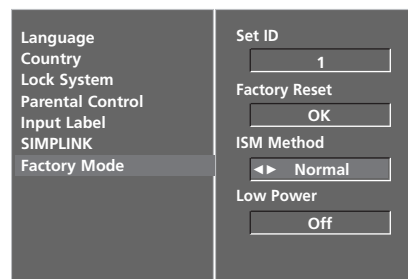 Language
Country
Lock System
Parental Control
Input Label
SIMPLINK
Factory Mode
Set ID
1
Factory Reset
OK
ISM Method
◄► Normal
Low Power
Off